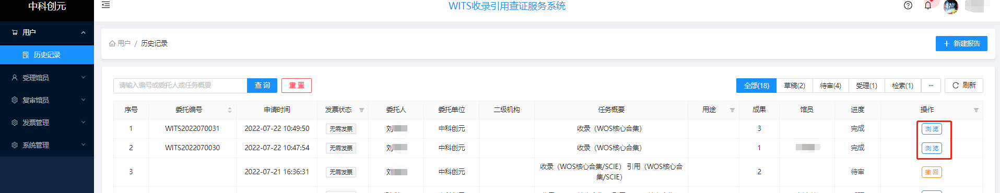 中科创元
WITS收录引用查证服务系统
用户
用户 / 历史记录
新建报告
历史记录
受理馆员
复审馆员
发票管理
系统管理
请输入编号或委托人或任务概要
查 询
重 置
全部(18) 草稿(2) 待审(4) 受理(1) 检索(1) ··· 刷新
序号 委托编号 申请时间 发票状态 委托人 委托单位 二级机构 任务概要 用途 成果 馆员 进度 操作
1 WITS2022070031 2022-07-22 10:49:50 无需发票 刘 中科创元 收录（WOS核心合集） 3 完成 浏 览
2 WITS2022070030 2022-07-22 10:47:54 无需发票 刘 中科创元 收录（WOS核心合集） 1 完成 浏 览
3 2022-07-21 16:36:31 无需发票 刘 中科创元 收录（WOS核心合集/SCIE） 引用（WOS核心合 2 待审 撤 回
集/SCIE）